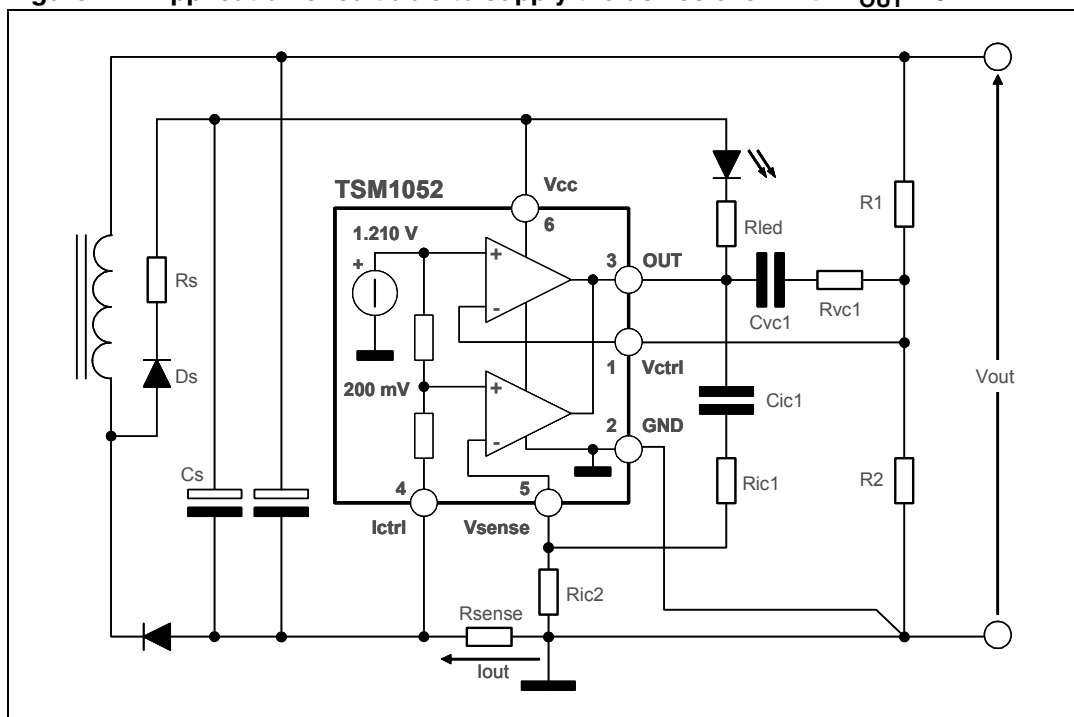 TSM1052
Vcc
6
1.210 V
+
+
-
3
OUT
Rled
R1
Rs
Cvc1
Rvc1
1
Vctrl
Ds
200 mV
+
-
2
GND
Cic1
Vout
Cs
4
5
Ric1
R2
Ictrl
Vsense
Ric2
Rsense
Iout